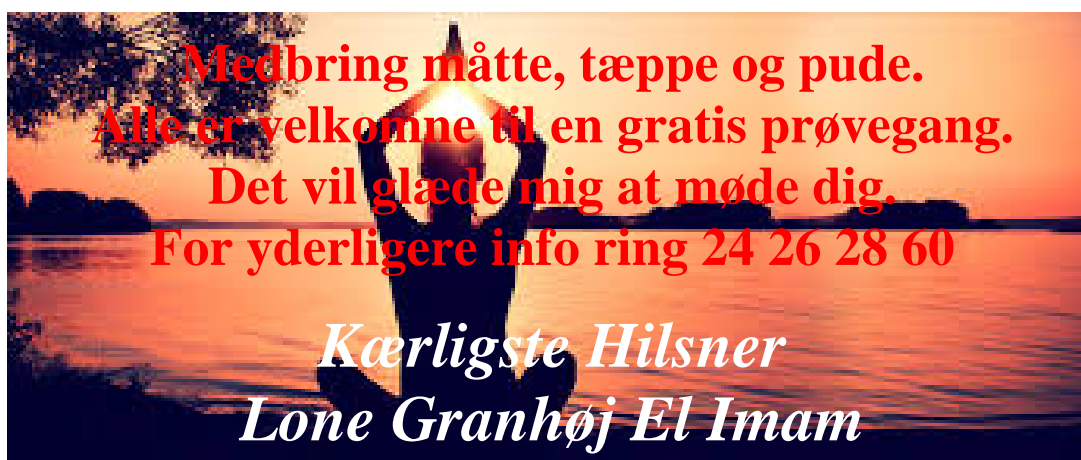 Medbring måtte, tæppe og pude.
Alle er velkomne til en gratis prøvegang.
Det vil glæde mig at møde dig.
For yderligere info ring 24 26 28 60
Kærligste Hilsner
Lone Granhøj El Imam